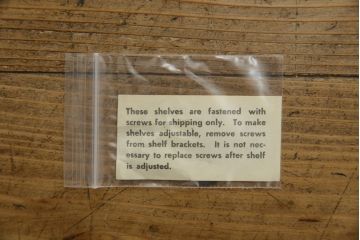 These shelves are fastened with
screws for shipping only. To make
shelves adjustable, remove screws
from shelf brackets. It is not nec-
essary to replace screws after shelf
is adjusted.